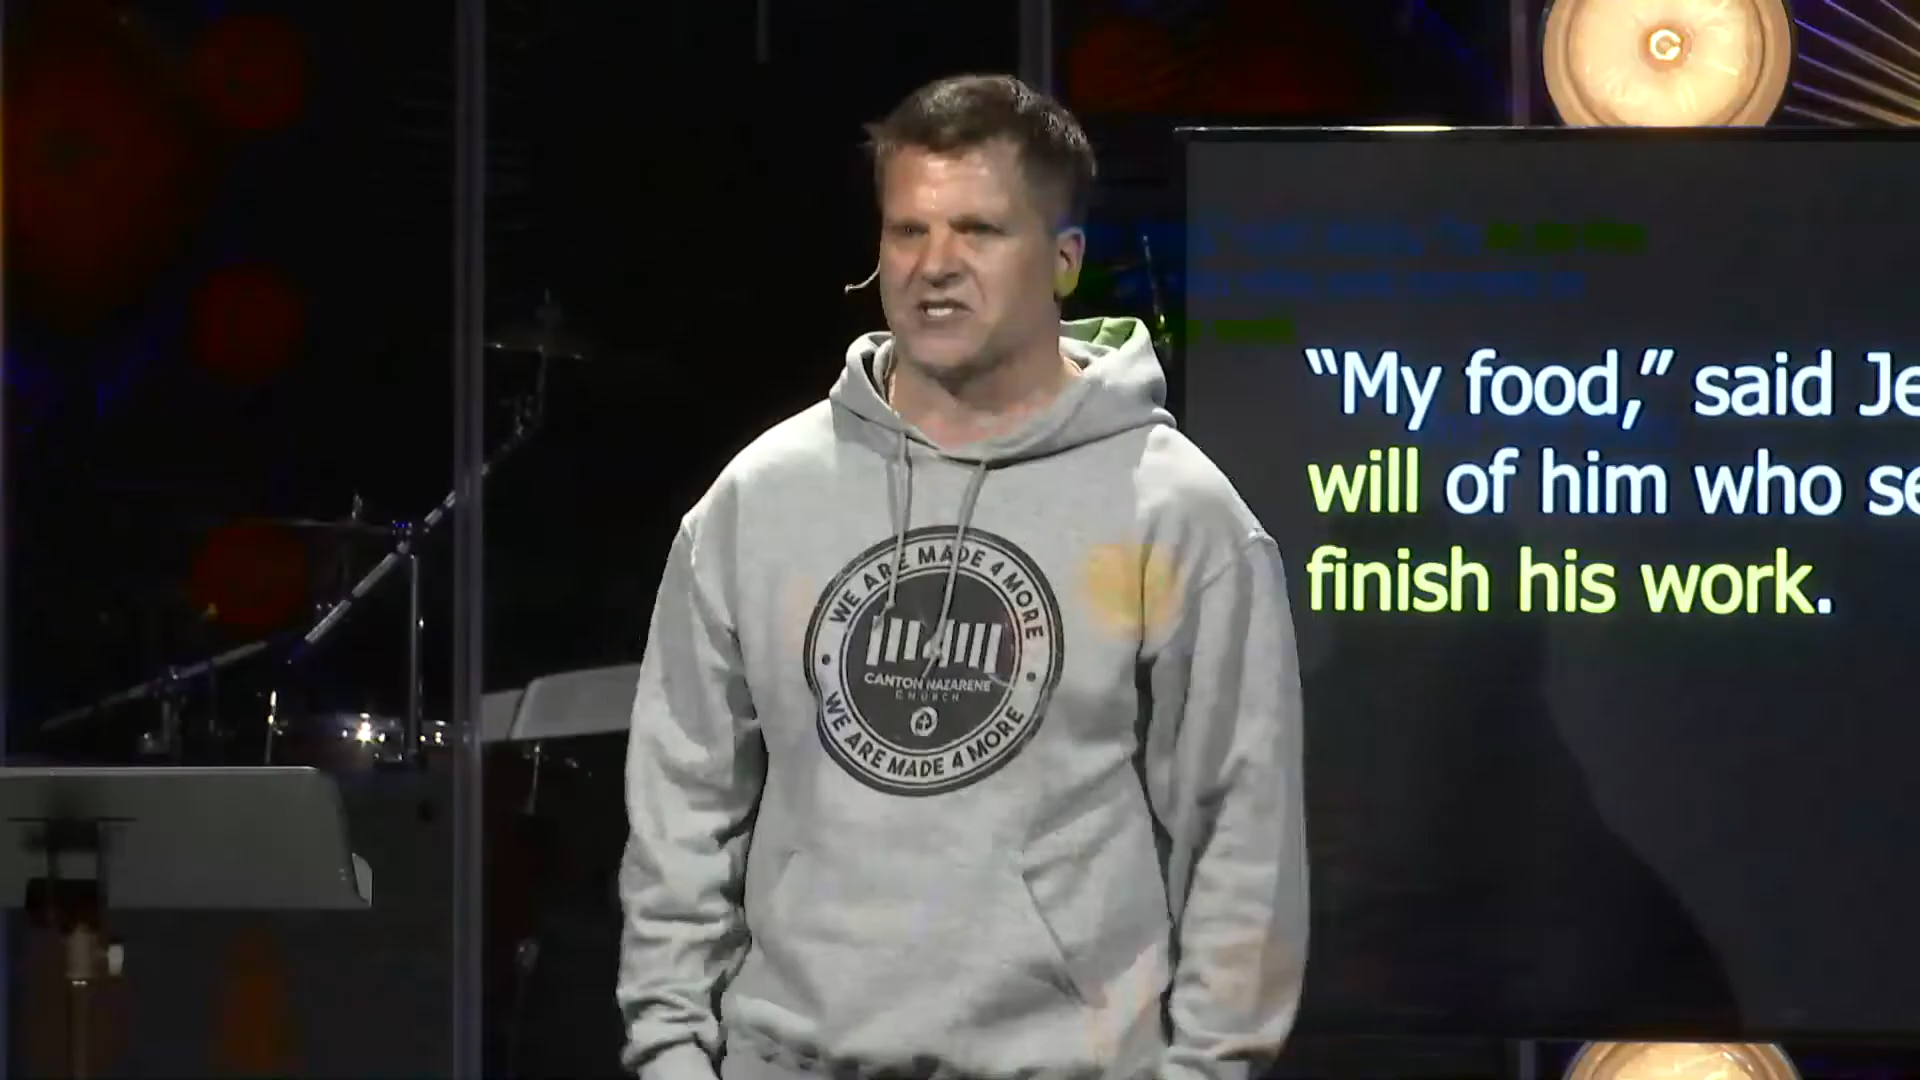 “My food,” said Je
will of him who se
finish his work.
WE ARE MADE 4 MORE
CANTON NAZARENE
CHURCH
WE ARE MADE 4 MORE